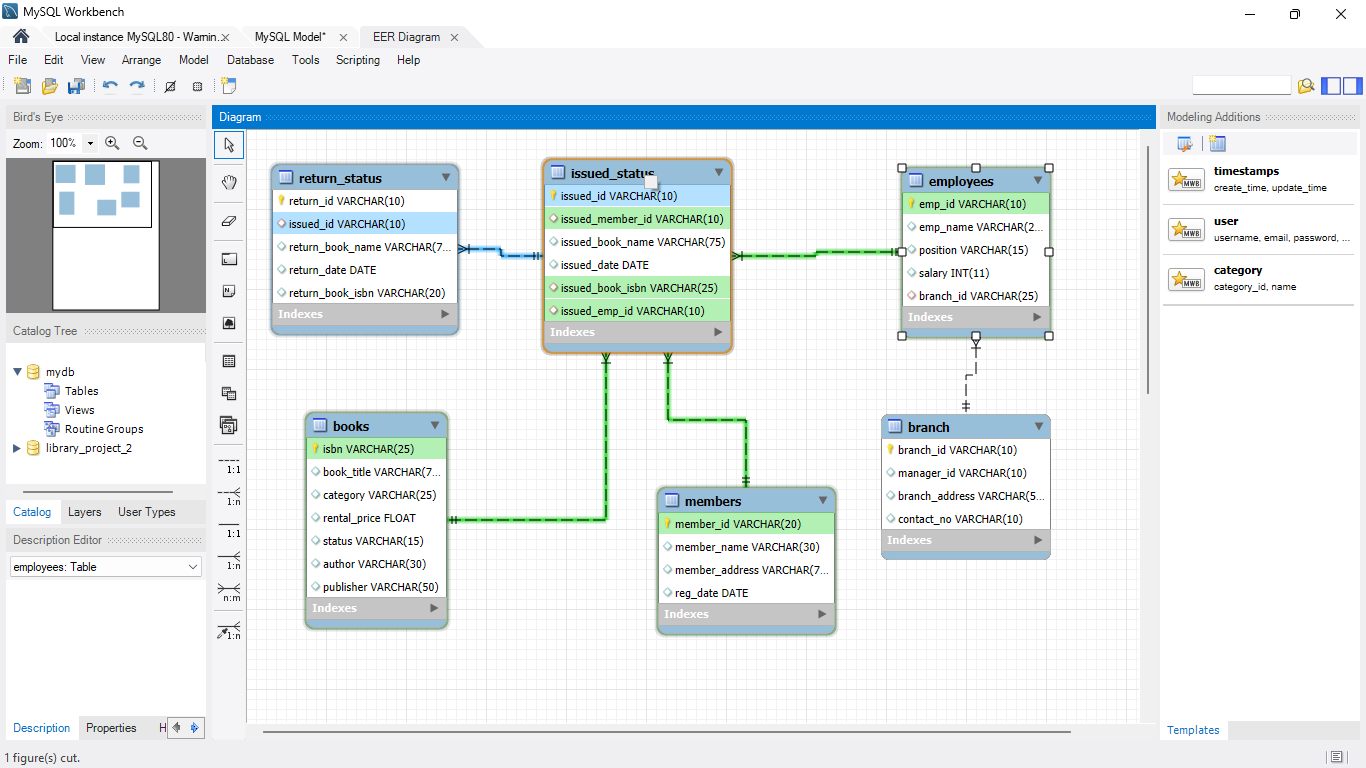 MySQL Workbench
Local instance MySQL80 - Warnin...
MySQL Model*
EER Diagram
File Edit View Arrange Model Database Tools Scripting Help
Bird's Eye
Zoom: 100%
Catalog Tree
mydb
Tables
Views
Routine Groups
library_project_2
Catalog Layers User Types
Description Editor
employees: Table
Description Properties H
1 figure(s) cut.
Diagram
1:1
1:n
1:1
1:n
n:m
1:n
return_status
return_id VARCHAR(10)
issued_id VARCHAR(10)
return_book_name VARCHAR(7...
return_date DATE
return_book_isbn VARCHAR(20)
Indexes
issued_status
issued_id VARCHAR(10)
issued_member_id VARCHAR(10)
issued_book_name VARCHAR(75)
issued_date DATE
issued_book_isbn VARCHAR(25)
issued_emp_id VARCHAR(10)
Indexes
employees
emp_id VARCHAR(10)
emp_name VARCHAR(2...
position VARCHAR(15)
salary INT(11)
branch_id VARCHAR(25)
Indexes
books
isbn VARCHAR(25)
book_title VARCHAR(7...
category VARCHAR(25)
rental_price FLOAT
status VARCHAR(15)
author VARCHAR(30)
publisher VARCHAR(50)
Indexes
members
member_id VARCHAR(20)
member_name VARCHAR(30)
member_address VARCHAR(7...
reg_date DATE
Indexes
branch
branch_id VARCHAR(10)
manager_id VARCHAR(10)
branch_address VARCHAR(5...
contact_no VARCHAR(10)
Indexes
Modeling Additions
MWB
timestamps
create_time, update_time
MWB
user
username, email, password, ...
MWB
category
category_id, name
Templates